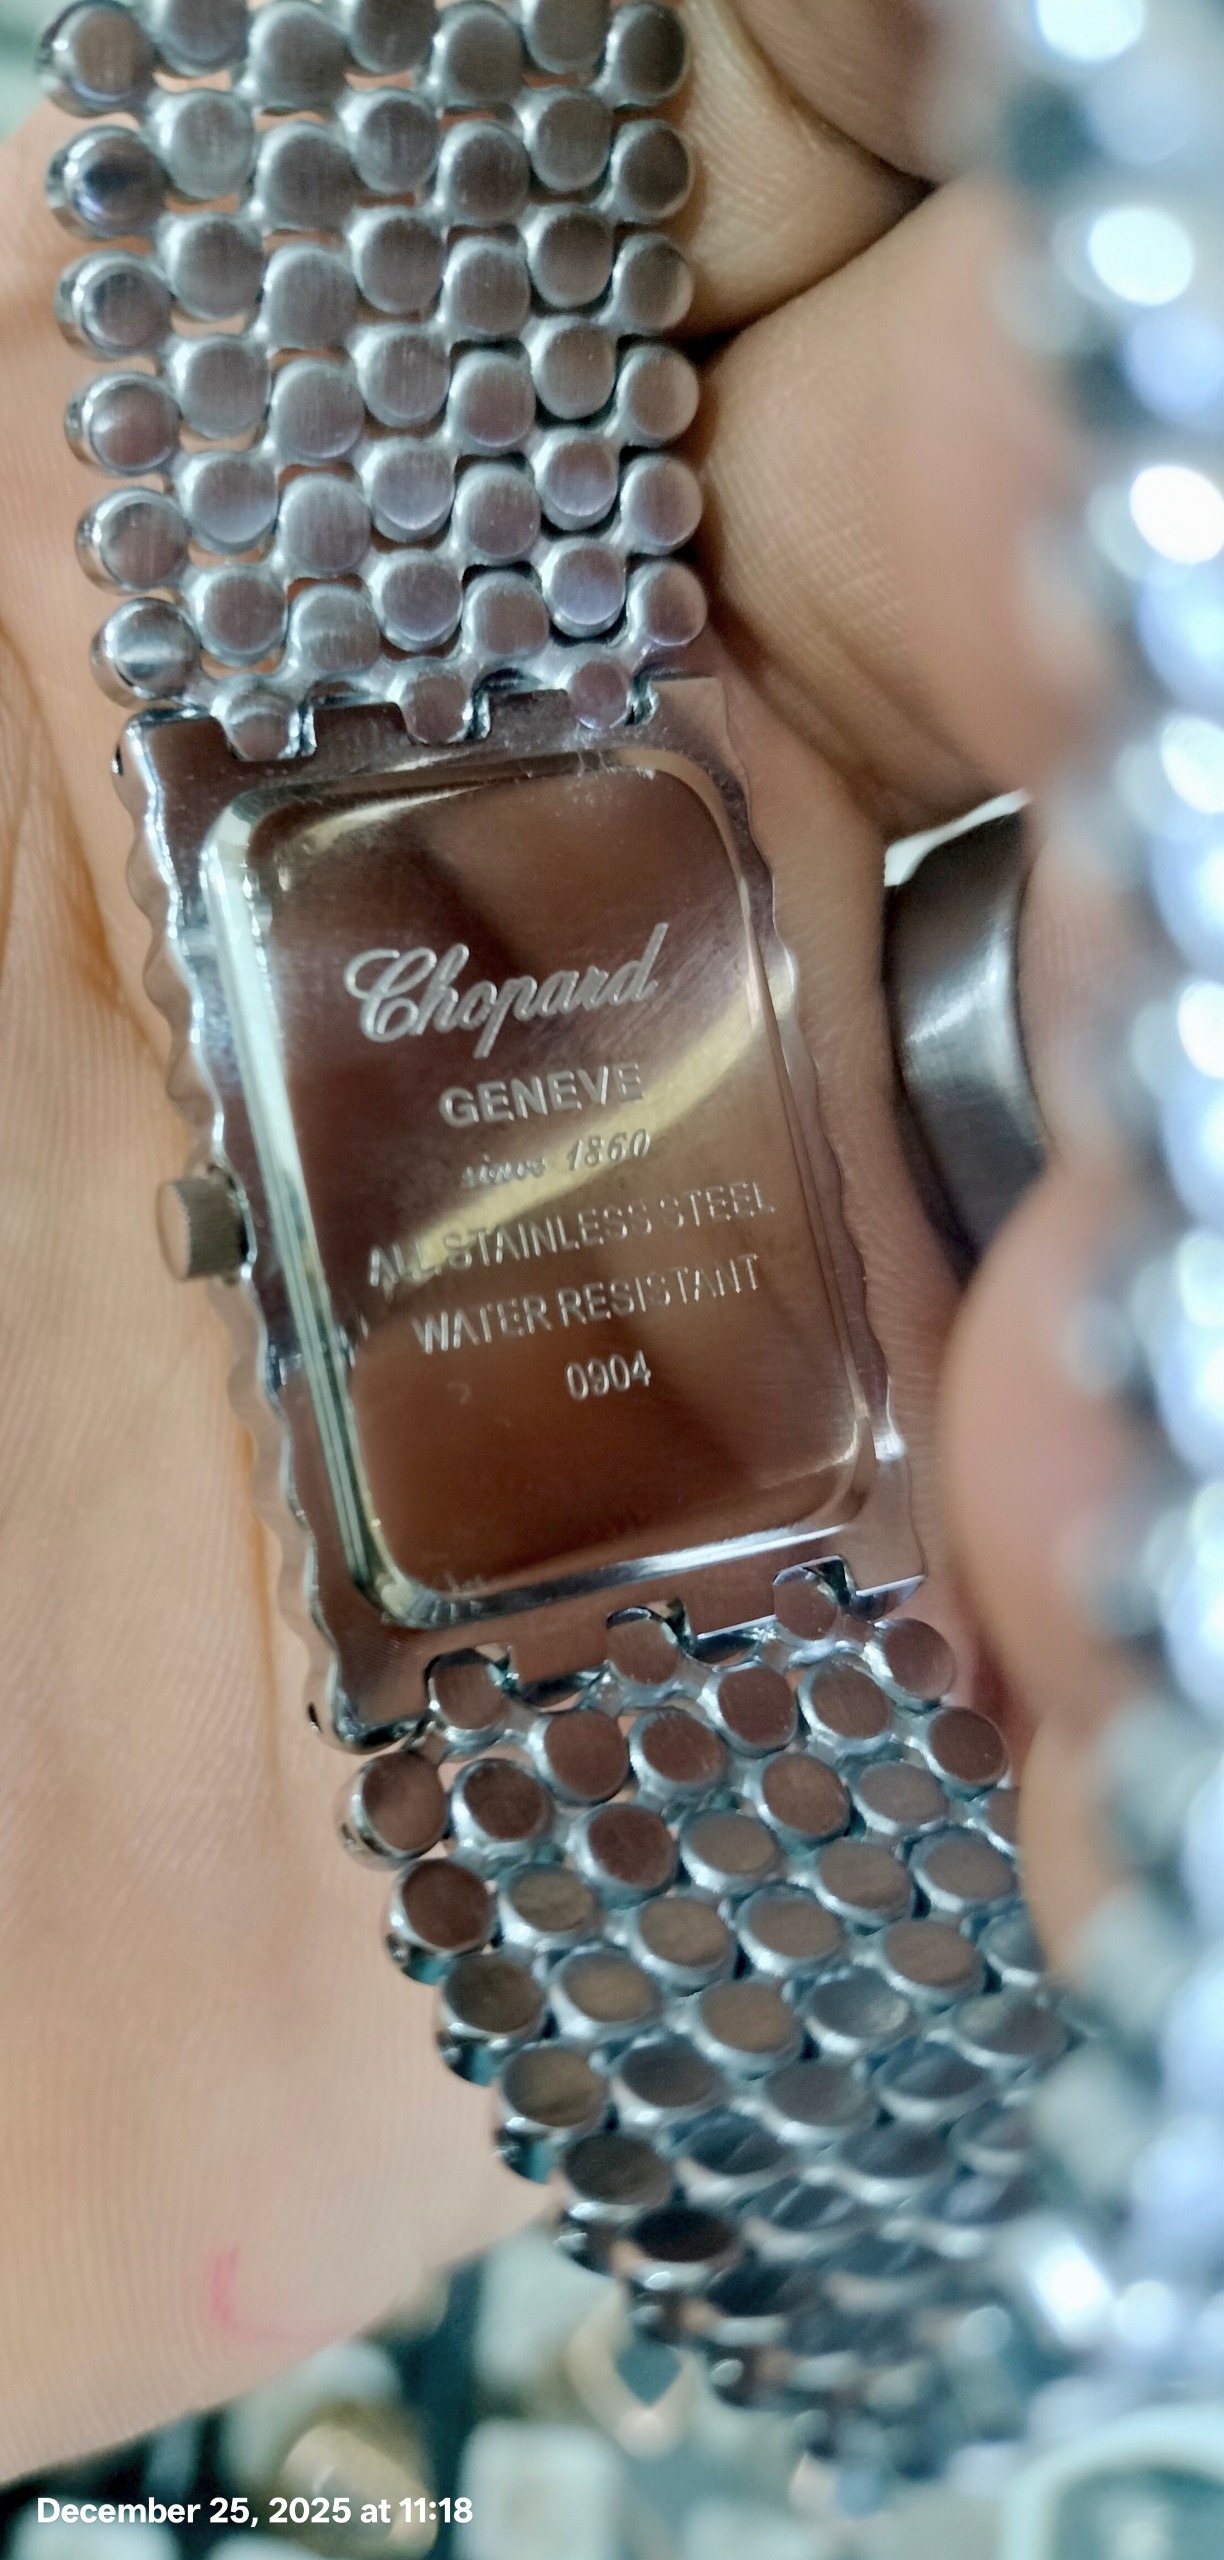 Chopard
GENEVE
since 1860
ALL STAINLESS STEEL
WATER RESISTANT
0904
December 25, 2025 at 11:18